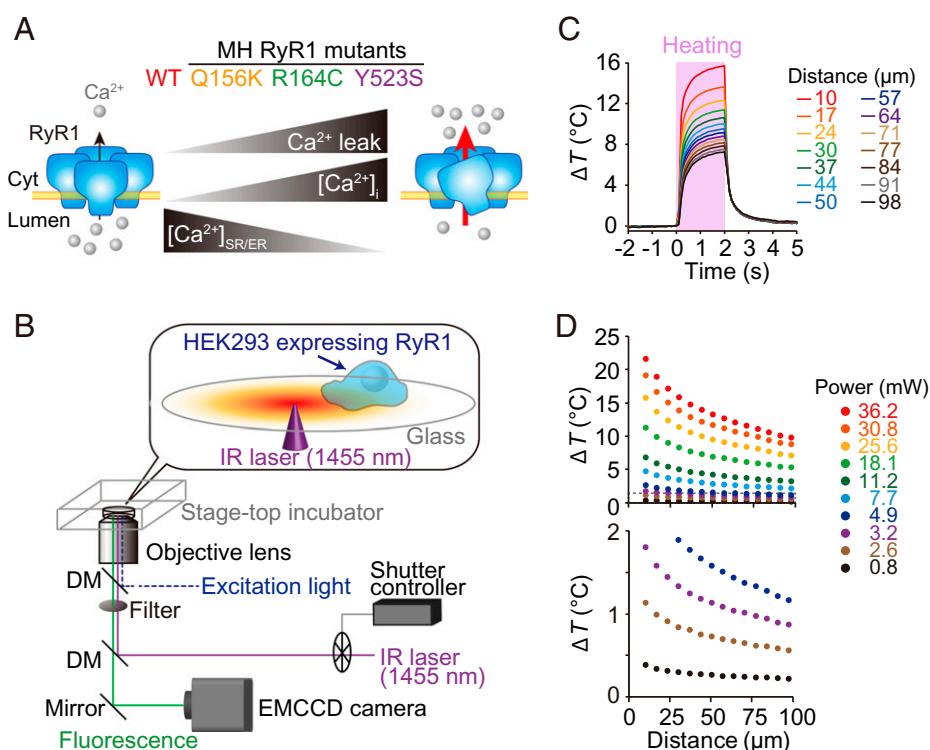 A
MH RyR1 mutants
WT Q156K R164C Y523S
Ca²⁺
RyR1
Cyt
Lumen
Ca²⁺ leak
[Ca²⁺]i
[Ca²⁺]SR/ER
B
HEK293 expressing RyR1
Glass
IR laser (1455 nm)
Stage-top incubator
Objective lens
DM
Excitation light
Filter
Shutter
controller
DM
IR laser
(1455 nm)
Mirror
EMCCD camera
Fluorescence
C
Heating
16
12
8
4
0
Δ T (°C)
-2 -1 0 1 2 3 4 5
Time (s)
Distance (μm)
10
17
24
30
37
44
50
57
64
71
77
84
91
98
D
25
20
15
10
5
0
Δ T (°C)
2
1
0
Δ T (°C)
0 25 50 75 100
Distance (μm)
Power (mW)
36.2
30.8
25.6
18.1
11.2
7.7
4.9
3.2
2.6
0.8